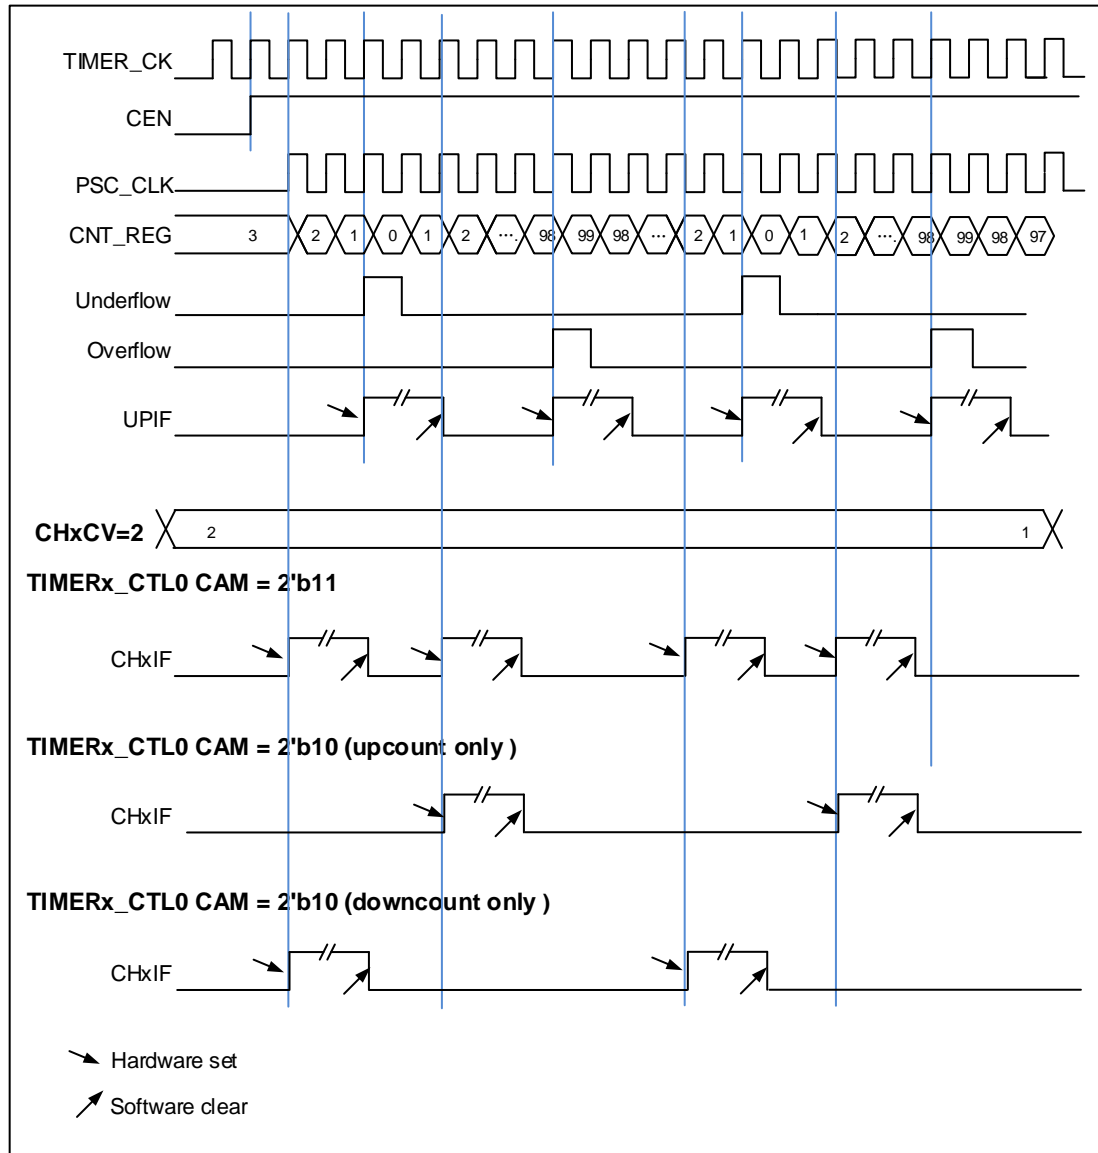 TIMER_CK
CEN
PSC_CLK
CNT_REG 3 2 1 0 1 2 .... 98 99 98 ... 2 1 0 1 2 .... 98 99 98 97
Underflow
Overflow
UPIF
CHxCV=2 2 1
TIMERx_CTL0 CAM = 2'b11
CHxIF
TIMERx_CTL0 CAM = 2'b10 (upcount only )
CHxIF
TIMERx_CTL0 CAM = 2'b10 (downcount only )
CHxIF
Hardware set
Software clear